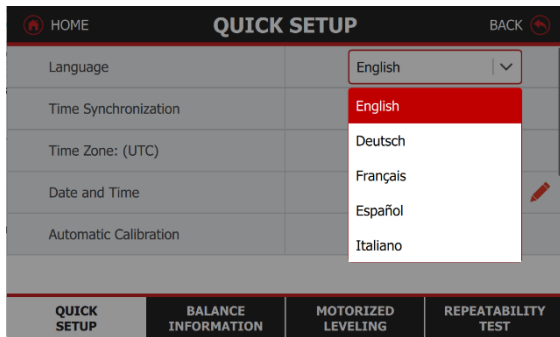 HOME QUICK SETUP BACK
Language English
English
Time Synchronization
Deutsch
Time Zone: (UTC)
Français
Date and Time
Español
Automatic Calibration
Italiano
QUICK SETUP
BALANCE INFORMATION
MOTORIZED LEVELING
REPEATABILITY TEST